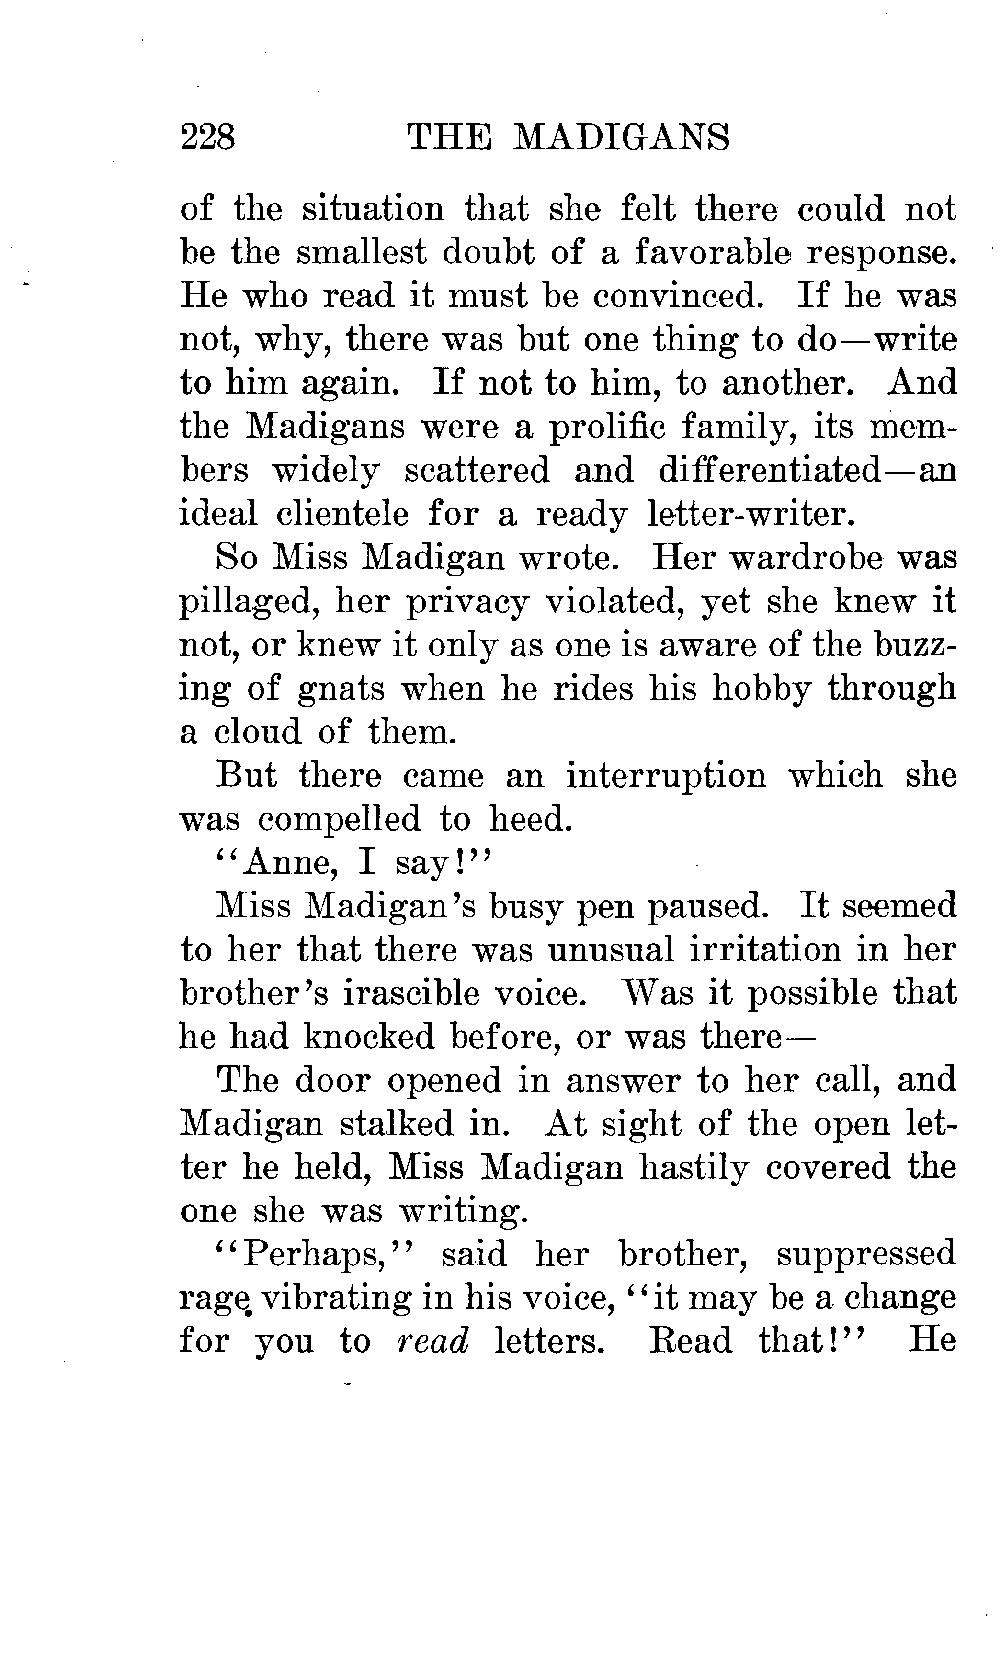 228 THE MADIGANS
of the situation that she felt there could not
be the smallest doubt of a favorable response.
He who read it must be convinced. If he was
not, why, there was but one thing to do—write
to him again. If not to him, to another. And
the Madigans were a prolific family, its mem-
bers widely scattered and differentiated—an
ideal clientele for a ready letter-writer.
So Miss Madigan wrote. Her wardrobe was
pillaged, her privacy violated, yet she knew it
not, or knew it only as one is aware of the buzz-
ing of gnats when he rides his hobby through
a cloud of them.
But there came an interruption which she
was compelled to heed.
"Anne, I say!"
Miss Madigan's busy pen paused. It seemed
to her that there was unusual irritation in her
brother's irascible voice. Was it possible that
he had knocked before, or was there—
The door opened in answer to her call, and
Madigan stalked in. At sight of the open let-
ter he held, Miss Madigan hastily covered the
one she was writing.
"Perhaps," said her brother, suppressed
rage vibrating in his voice, "it may be a change
for you to read letters. Read that!" He